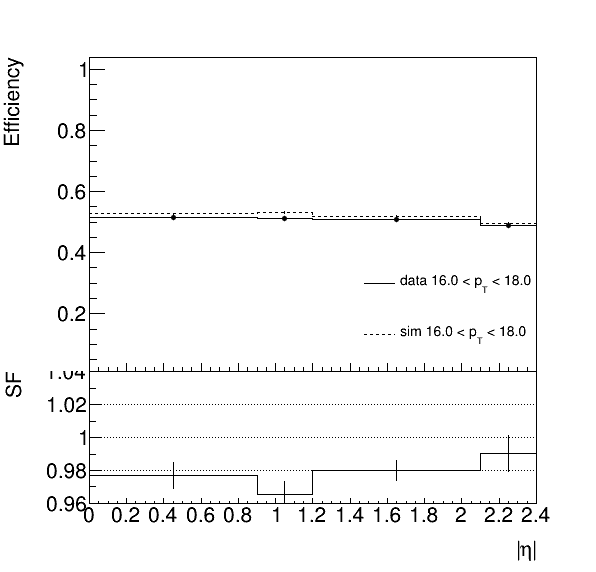 Efficiency
1
0.8
0.6
0.4
0.2
data 16.0 < pT < 18.0
sim 16.0 < pT < 18.0
SF
1.04
1.02
1
0.98
0.96
0 0.2 0.4 0.6 0.8 1 1.2 1.4 1.6 1.8 2 2.2 2.4
|η|